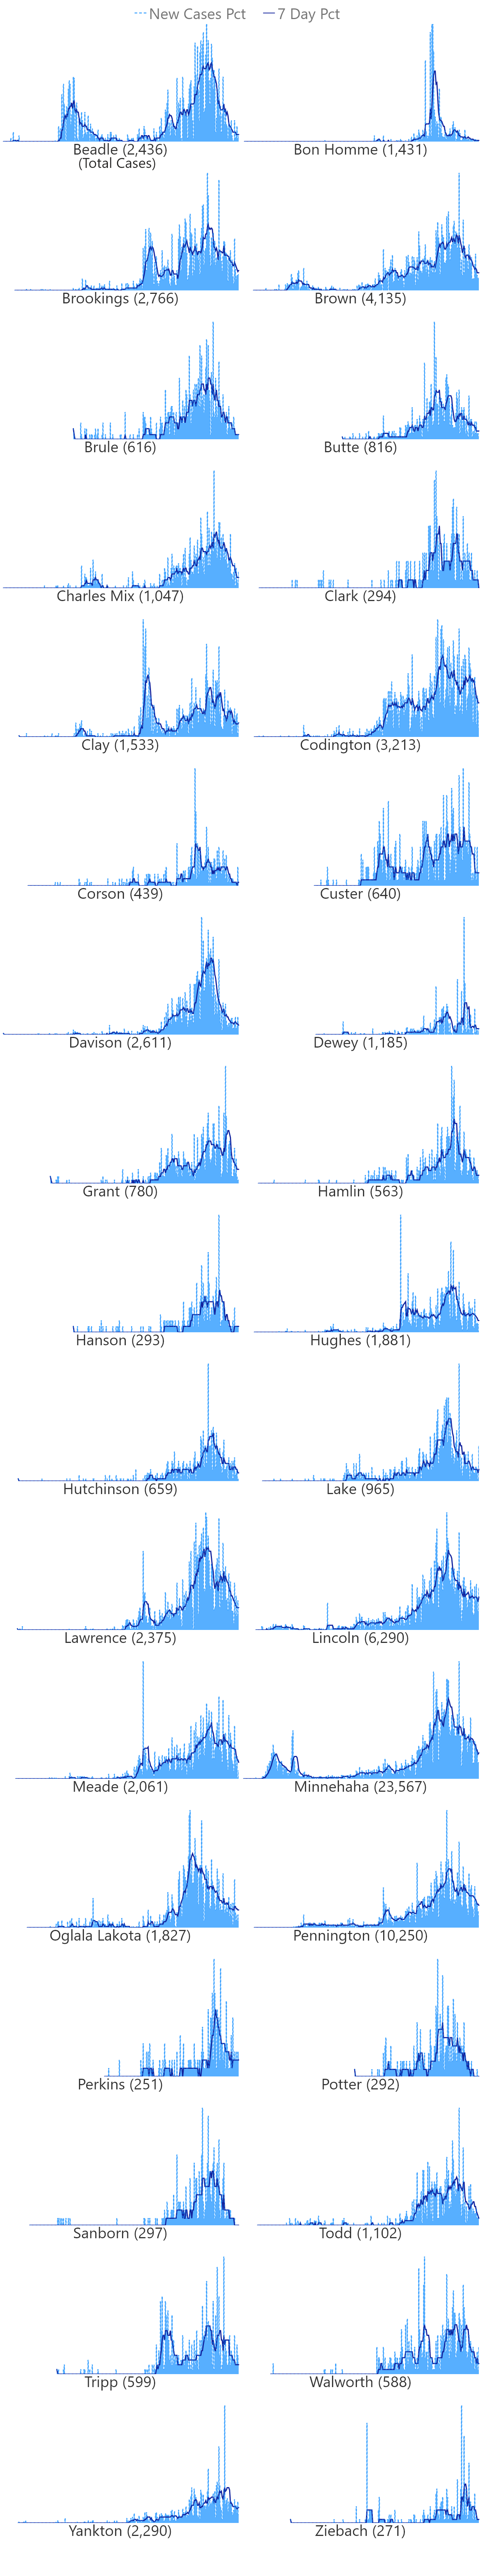 New Cases Pct 7 Day Pct
Beadle (2,436) Bon Homme (1,431)
(Total Cases)
Brookings (2,766) Brown (4,135)
Brule (616) Butte (816)
Charles Mix (1,047) Clark (294)
Clay (1,533) Codington (3,213)
Corson (439) Custer (640)
Davison (2,611) Dewey (1,185)
Grant (780) Hamlin (563)
Hanson (293) Hughes (1,881)
Hutchinson (659) Lake (965)
Lawrence (2,375) Lincoln (6,290)
Meade (2,061) Minnehaha (23,567)
Oglala Lakota (1,827) Pennington (10,250)
Perkins (251) Potter (292)
Sanborn (297) Todd (1,102)
Tripp (599) Walworth (588)
Yankton (2,290) Ziebach (271)